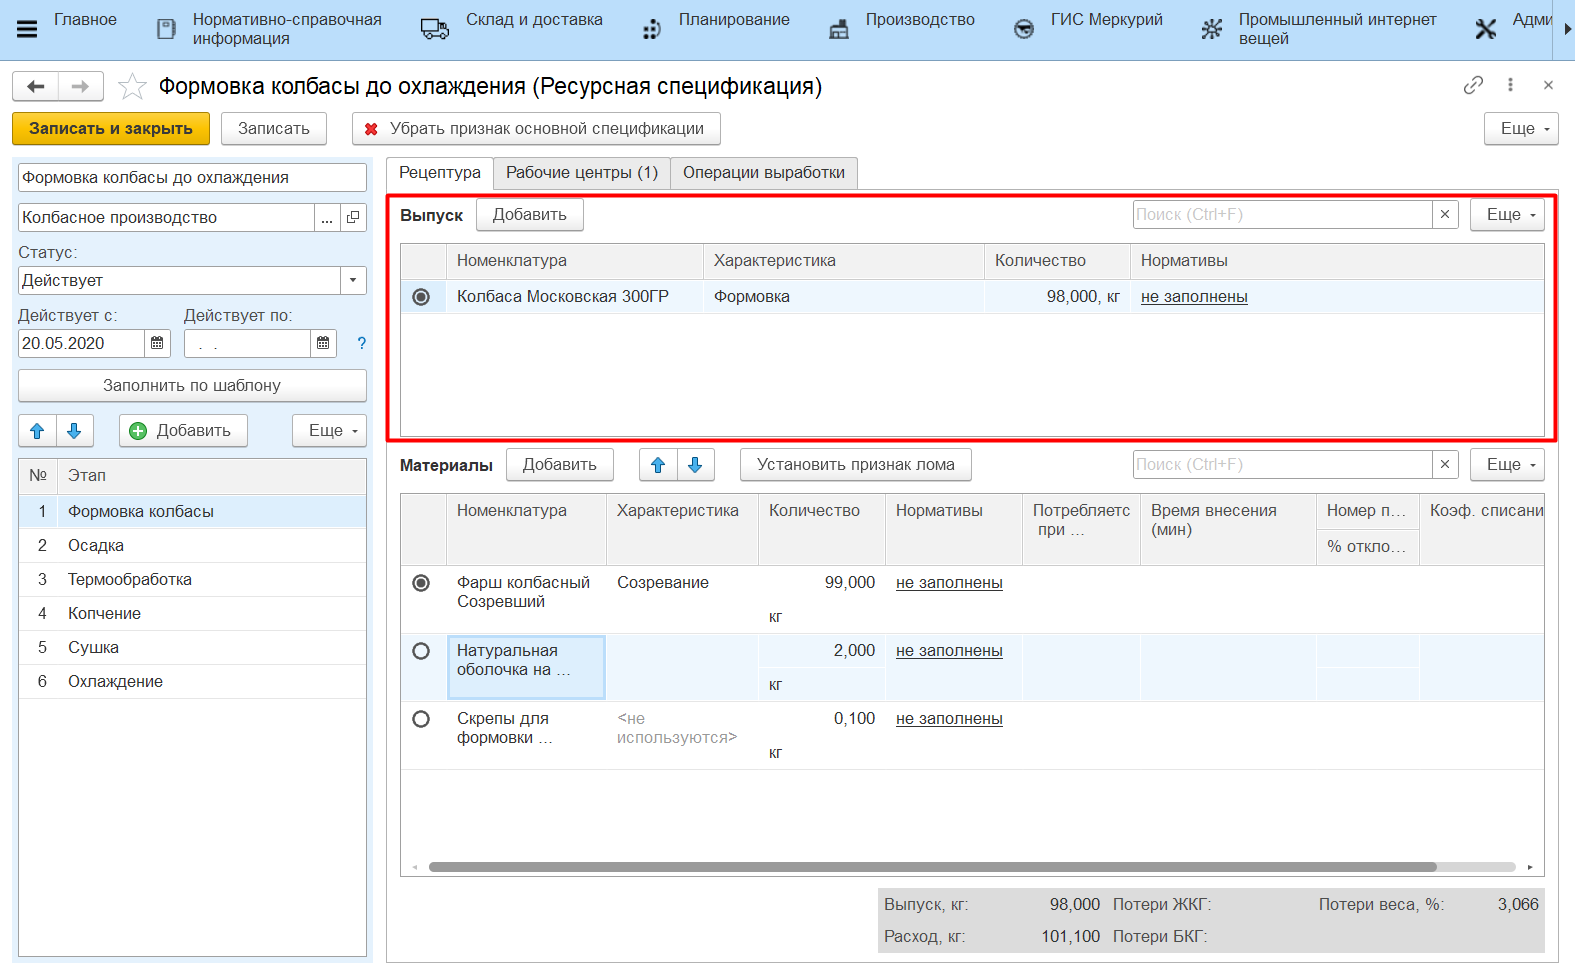 Главное
Нормативно-справочная
информация
Склад и доставка
Планирование
Производство
ГИС Меркурий
Промышленный интернет
вещей
Адми
Формовка колбасы до охлаждения (Ресурсная спецификация)
Записать и закрыть
Записать
Убрать признак основной спецификации
Еще
Формовка колбасы до охлаждения
Колбасное производство
...
Статус:
Действует
Действует с:
Действует по:
20.05.2020
. .
?
Заполнить по шаблону
Добавить
Еще
№ Этап
1 Формовка колбасы
2 Осадка
3 Термообработка
4 Копчение
5 Сушка
6 Охлаждение
Рецептура
Рабочие центры (1)
Операции выработки
Выпуск
Добавить
Поиск (Ctrl+F)
Еще
Номенклатура Характеристика Количество Нормативы
Колбаса Московская 300ГР Формовка 98,000, кг не заполнены
Материалы
Добавить
Установить признак лома
Поиск (Ctrl+F)
Еще
Номенклатура Характеристика Количество Нормативы Потребляетс Время внесения Номер п... Коэф. списани
при ... (мин)
% откло...
Фарш колбасный Созревание 99,000 не заполнены
Созревший
кг
Натуральная 2,000 не заполнены
оболочка на ...
кг
Скрепы для <не 0,100 не заполнены
формовки ... используются>
кг
Выпуск, кг: 98,000 Потери ЖКГ: Потери веса, %: 3,066
Расход, кг: 101,100 Потери БКГ: